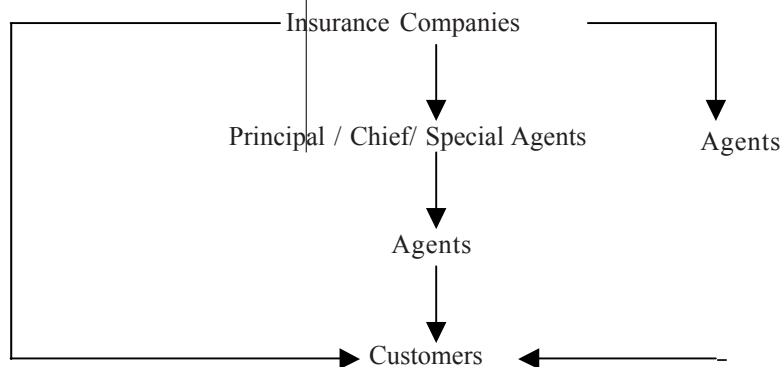 Insurance Companies
Principal / Chief/ Special Agents
Agents
Agents
Customers